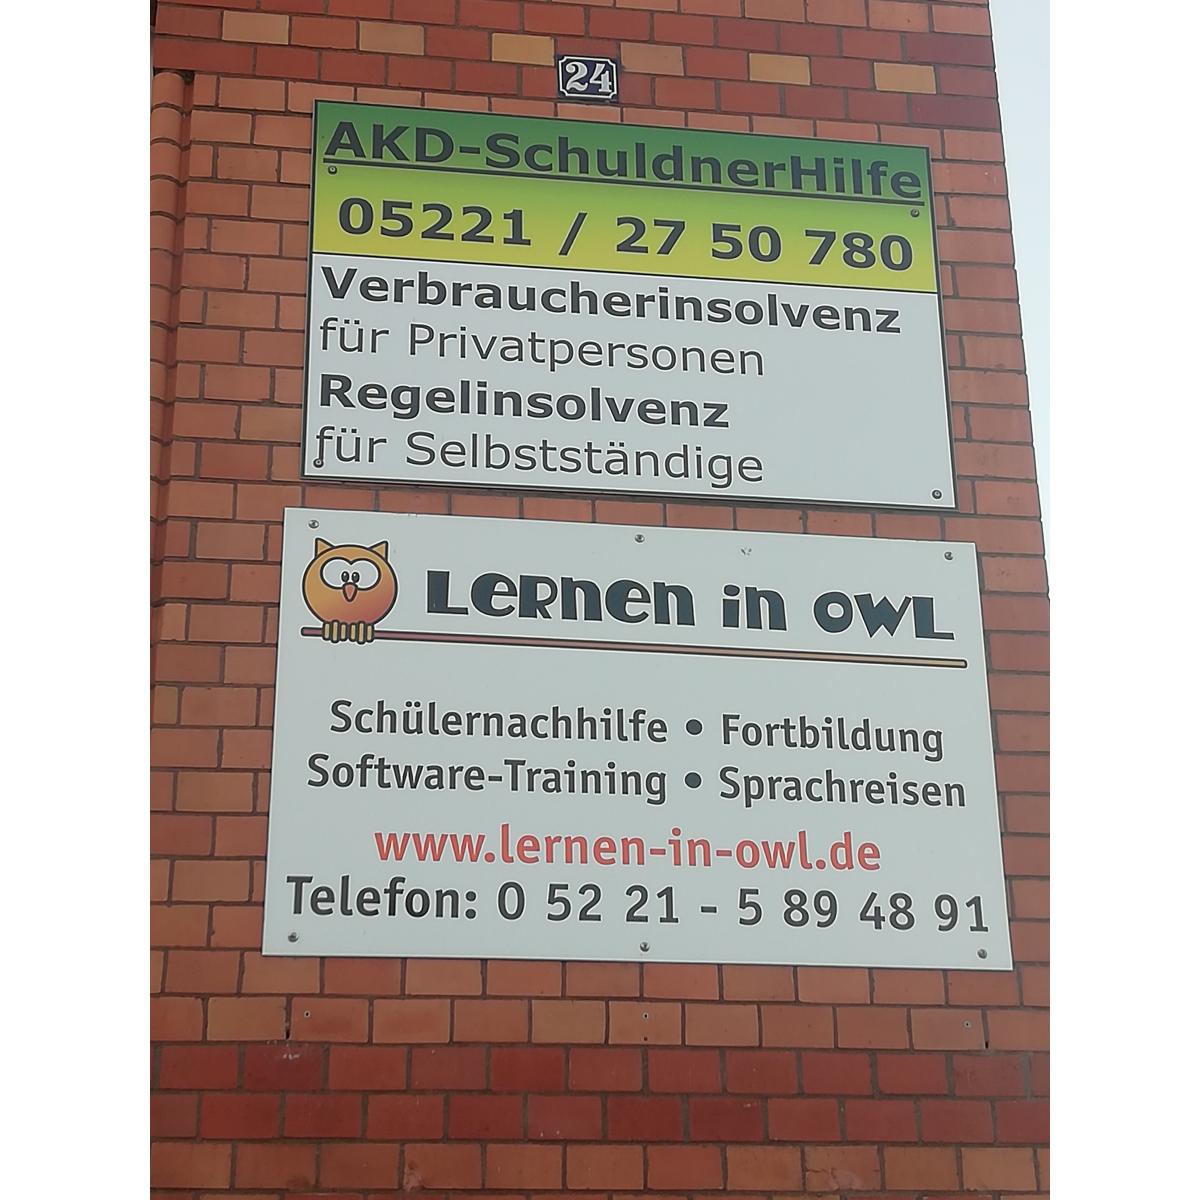 24
AKD-SchuldnerHilfe
05221 / 27 50 780
Verbraucherinsolvenz
für Privatpersonen
Regelinsolvenz
für Selbstständige
Lernen in OWL
Schülernachhilfe • Fortbildung
Software-Training • Sprachreisen
www.lernen-in-owl.de
Telefon: 0 52 21 - 5 89 48 91